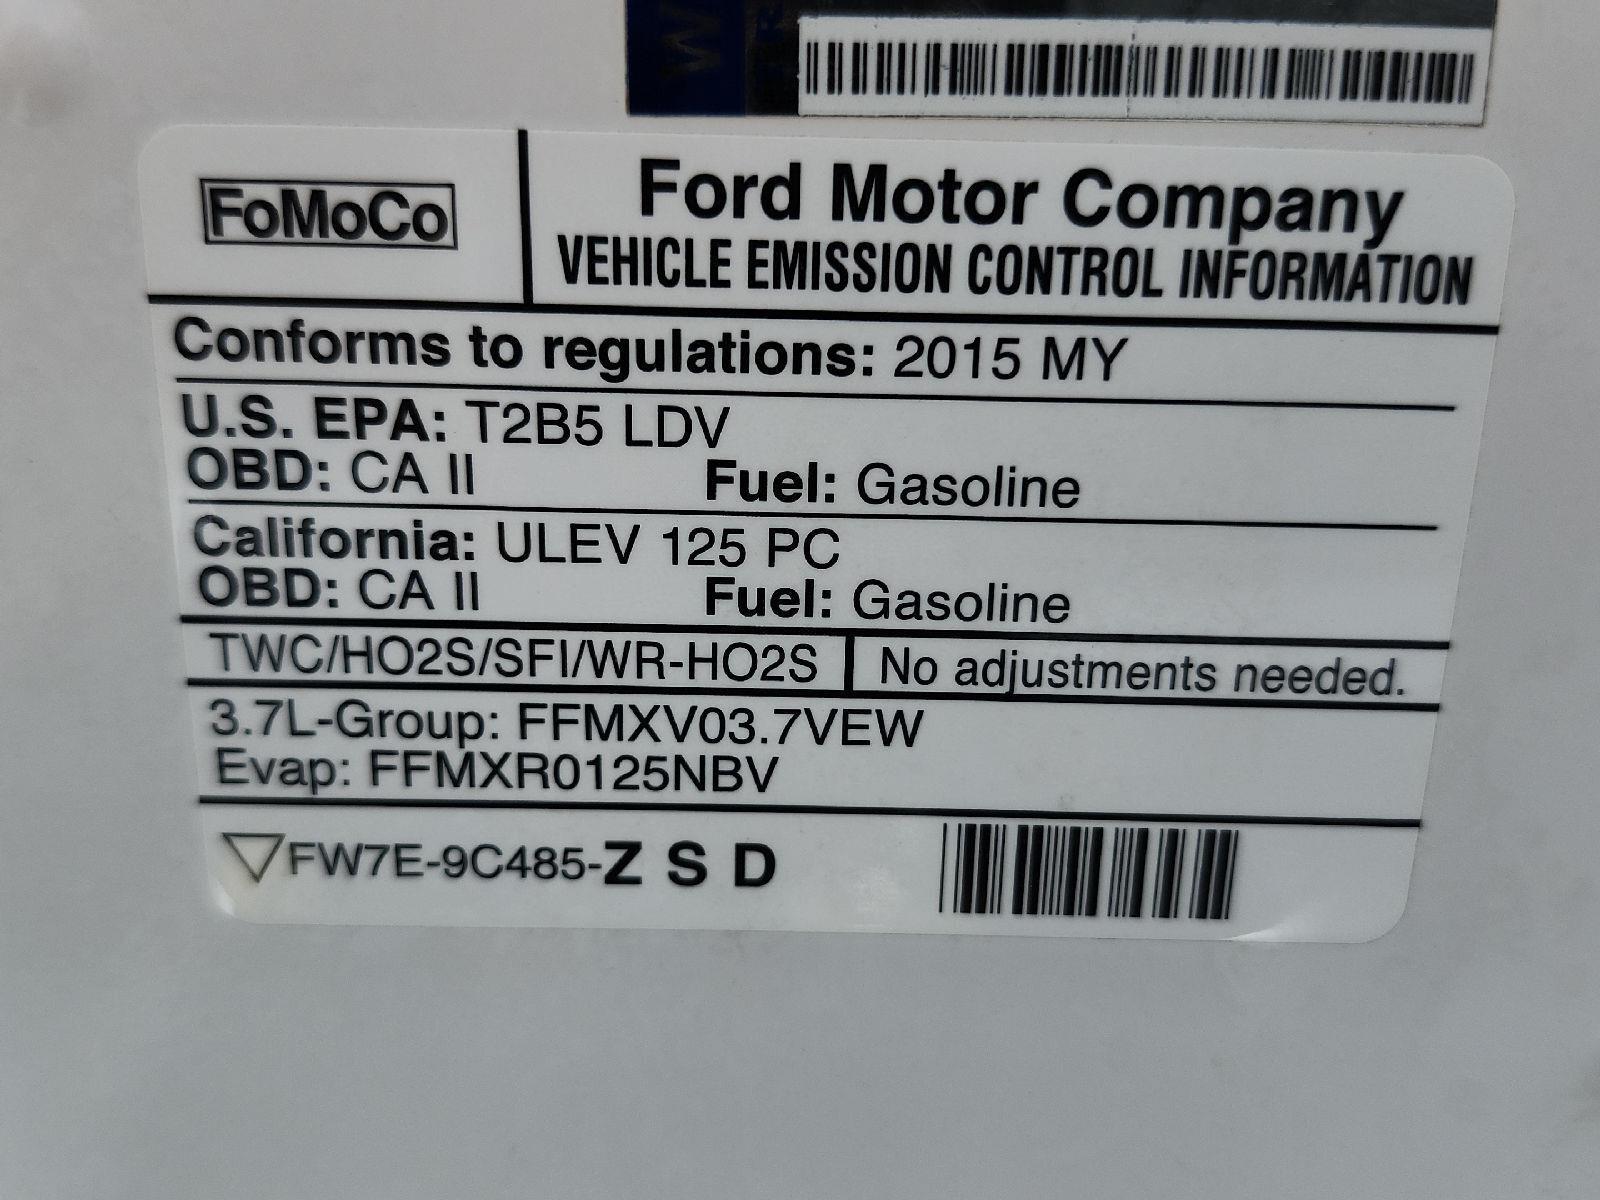 FoMoCo
Ford Motor Company
VEHICLE EMISSION CONTROL INFORMATION
Conforms to regulations: 2015 MY
U.S. EPA: T2B5 LDV
OBD: CA II Fuel: Gasoline
California: ULEV 125 PC
OBD: CA II Fuel: Gasoline
TWC/HO2S/SFI/WR-HO2S No adjustments needed.
3.7L-Group: FFMXV03.7VEW
Evap: FFMXR0125NBV
FW7E-9C485-Z S D